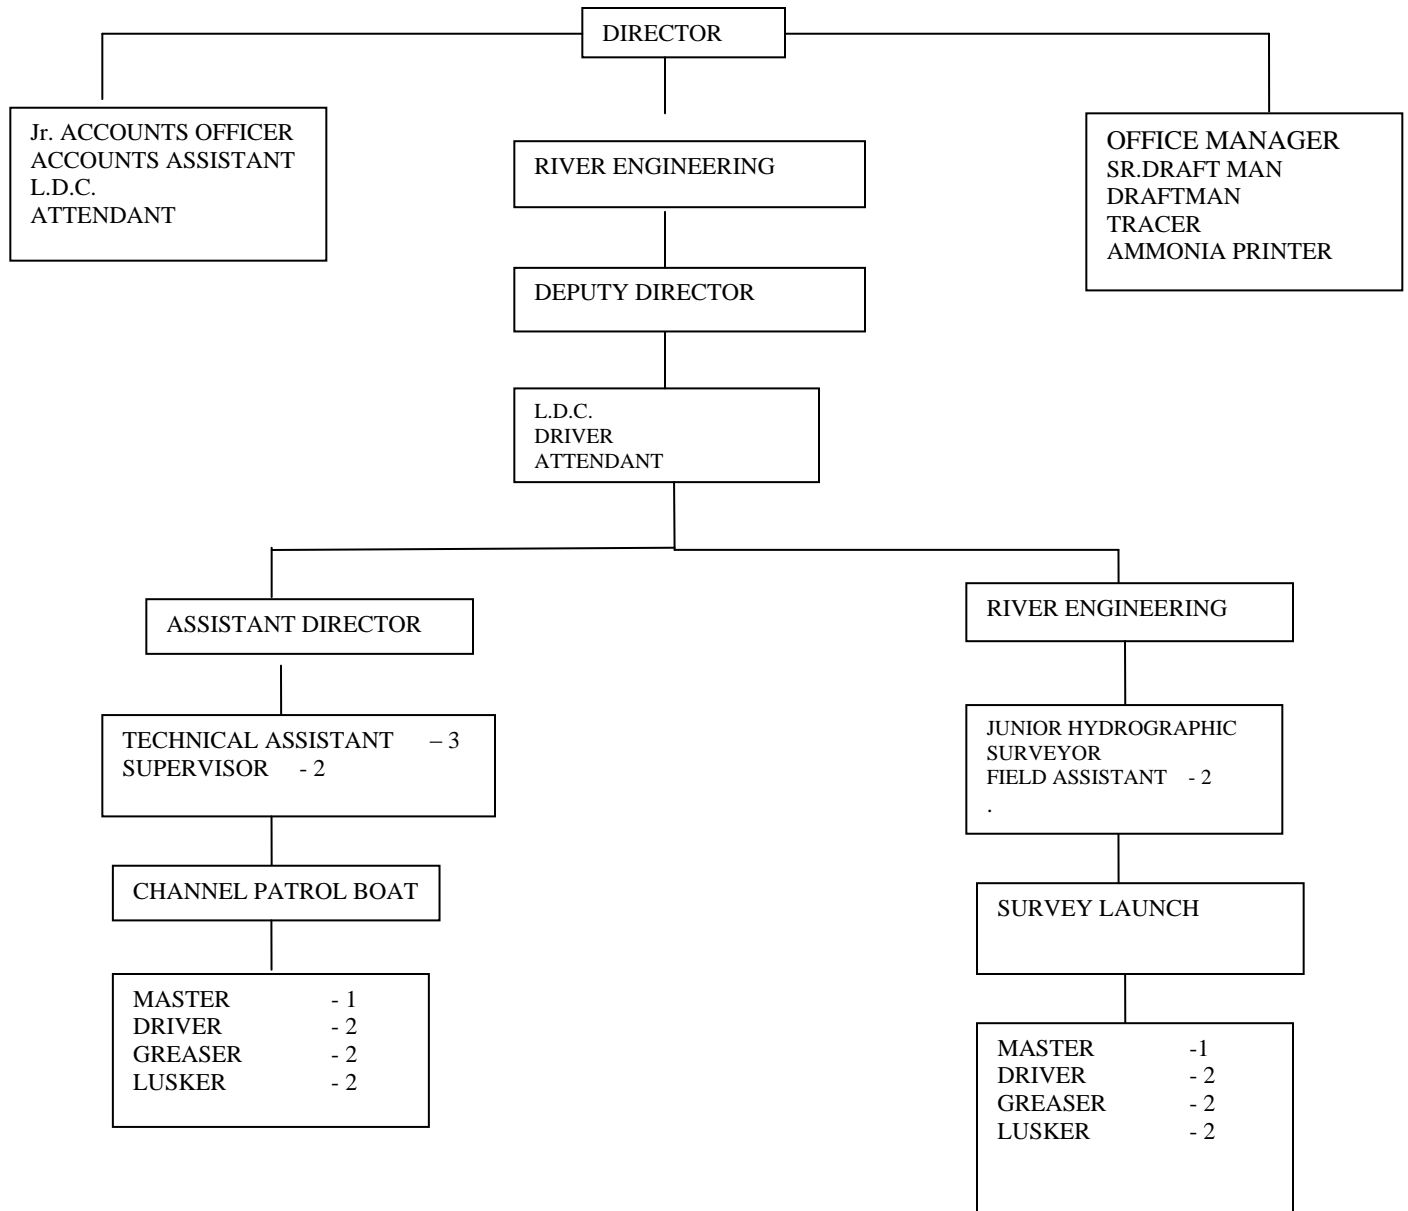 DIRECTOR
Jr. ACCOUNTS OFFICER
ACCOUNTS ASSISTANT
L.D.C.
ATTENDANT
RIVER ENGINEERING
OFFICE MANAGER
SR.DRAFT MAN
DRAFTMAN
TRACER
AMMONIA PRINTER
DEPUTY DIRECTOR
L.D.C.
DRIVER
ATTENDANT
ASSISTANT DIRECTOR
RIVER ENGINEERING
TECHNICAL ASSISTANT – 3
SUPERVISOR - 2
JUNIOR HYDROGRAPHIC
SURVEYOR
FIELD ASSISTANT - 2
.
CHANNEL PATROL BOAT
SURVEY LAUNCH
MASTER - 1
DRIVER - 2
GREASER - 2
LUSKER - 2
MASTER -1
DRIVER - 2
GREASER - 2
LUSKER - 2